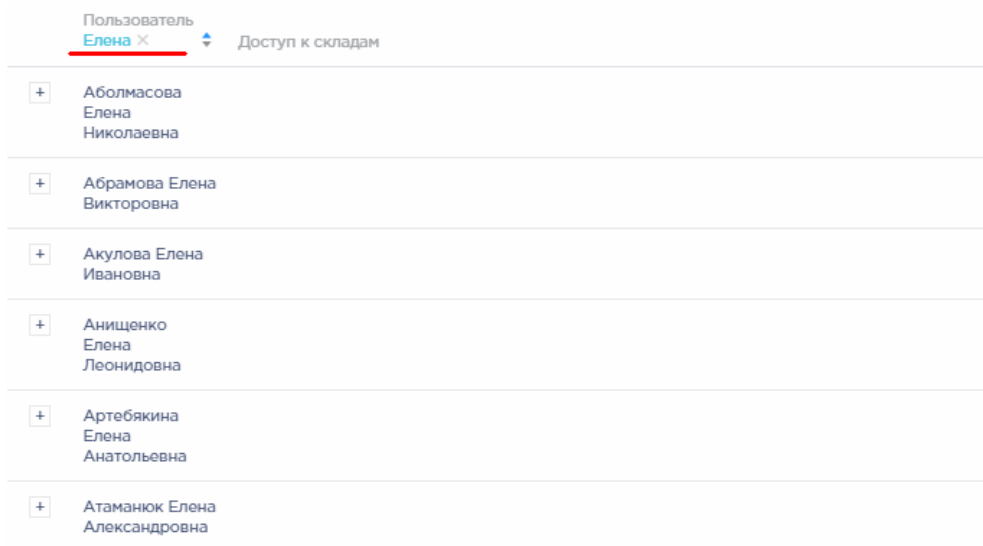 Пользователь
Елена ×
Доступ к складам
+ Аболмасова
Елена
Николаевна
+ Абрамова Елена
Викторовна
+ Акулова Елена
Ивановна
+ Анищенко
Елена
Леонидовна
+ Артебякина
Елена
Анатольевна
+ Атаманюк Елена
Александровна